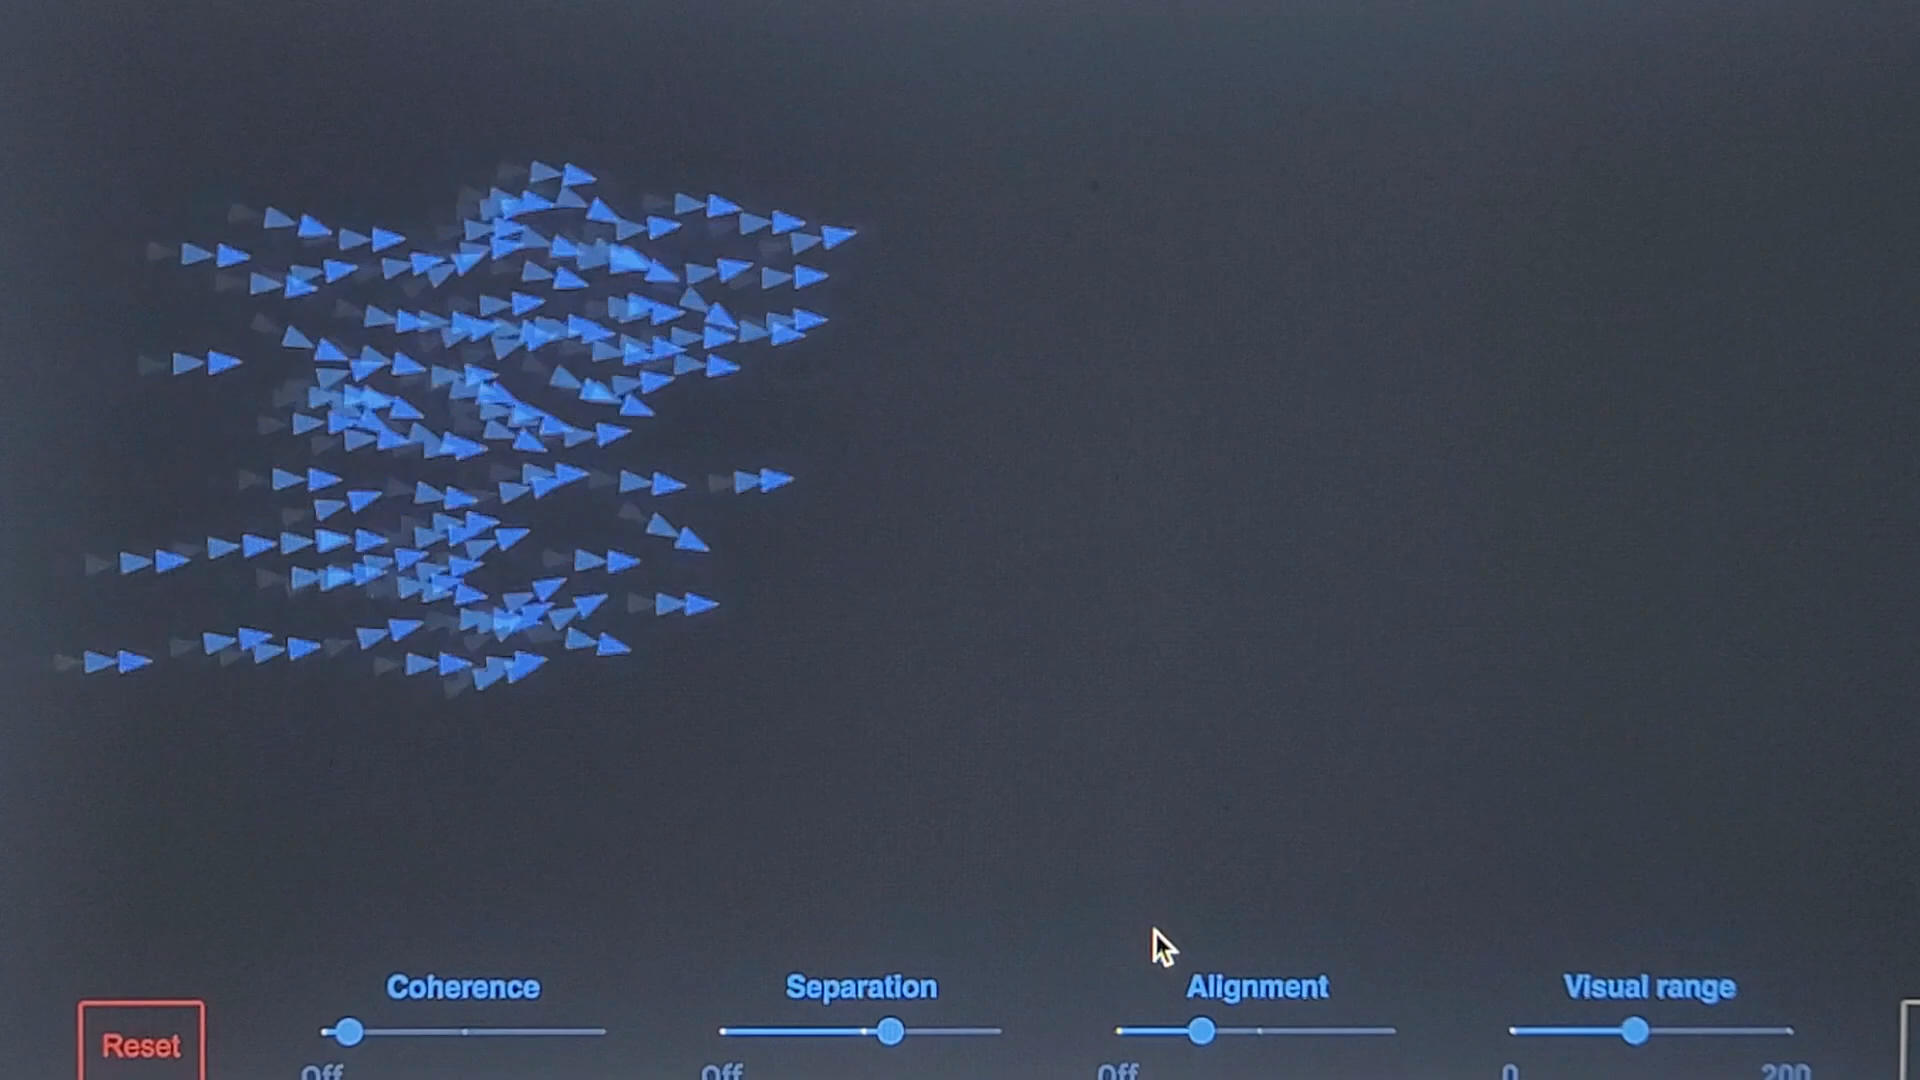 Coherence
Separation
Alignment
Visual range
Reset
Off
Off
Off
0
200